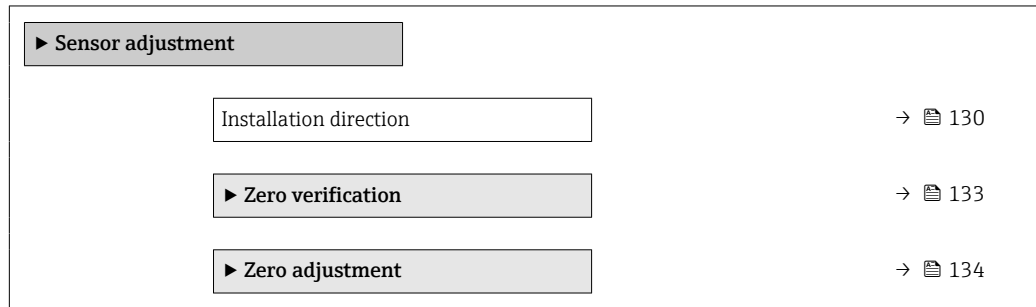 ▶ Sensor adjustment
Installation direction → 130
▶ Zero verification → 133
▶ Zero adjustment → 134